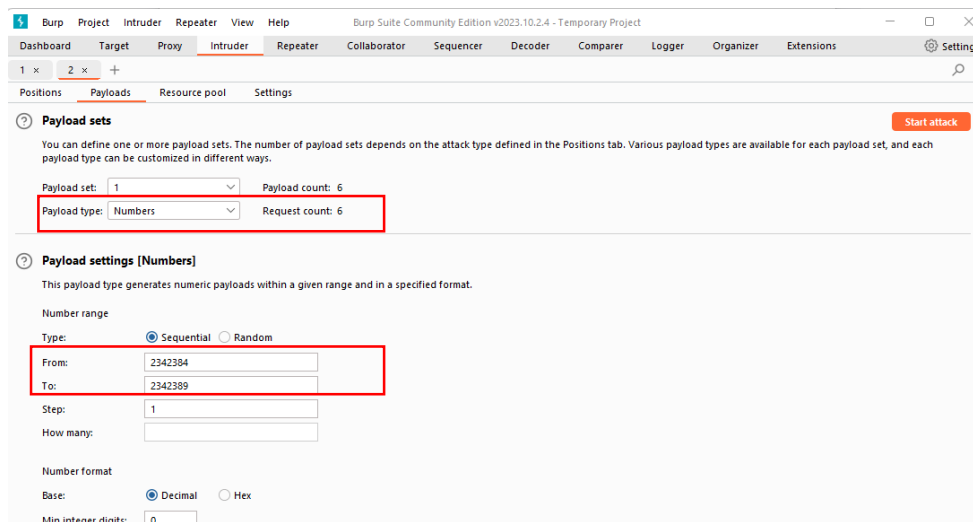 Burp Project Intruder Repeater View Help Burp Suite Community Edition v2023.10.2.4 - Temporary Project
Dashboard Target Proxy Intruder Repeater Collaborator Sequencer Decoder Comparer Logger Organizer Extensions Setting
1 × 2 × +
Positions Payloads Resource pool Settings
? Payload sets Start attack
You can define one or more payload sets. The number of payload sets depends on the attack type defined in the Positions tab. Various payload types are available for each payload set, and each
payload type can be customized in different ways.
Payload set: 1 Payload count: 6
Payload type: Numbers Request count: 6
? Payload settings [Numbers]
This payload type generates numeric payloads within a given range and in a specified format.
Number range
Type: Sequential Random
From: 2342384
To: 2342389
Step: 1
How many:
Number format
Base: Decimal Hex
Min integer digits: 0